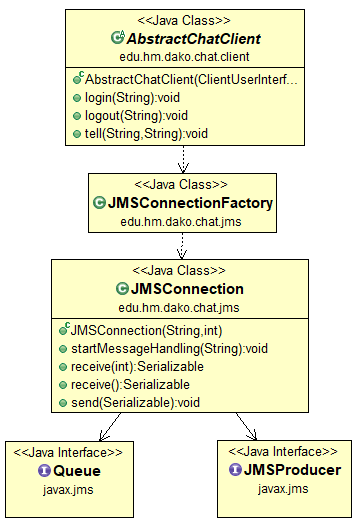 <<Java Class>>
AbstractChatClient
edu.hm.dako.chat.client
AbstractChatClient(ClientUserInterf...
login(String):void
logout(String):void
tell(String,String):void
<<Java Class>>
JMSConnectionFactory
edu.hm.dako.chat.jms
<<Java Class>>
JMSConnection
edu.hm.dako.chat.jms
JMSConnection(String,int)
startMessageHandling(String):void
receive(int):Serializable
receive():Serializable
send(Serializable):void
<<Java Interface>>
Queue
javax.jms
<<Java Interface>>
JMSProducer
javax.jms